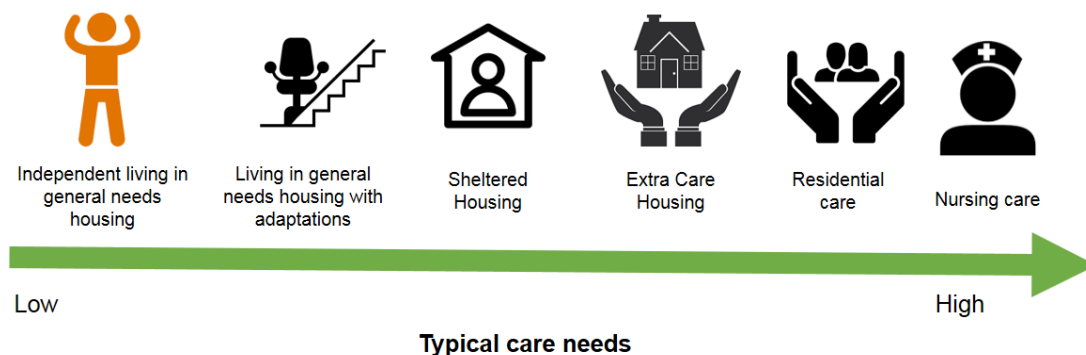 Independent living in
general needs
housing
Living in general
needs housing with
adaptations
Sheltered
Housing
Extra Care
Housing
Residential
care
Nursing care
Low
High
Typical care needs